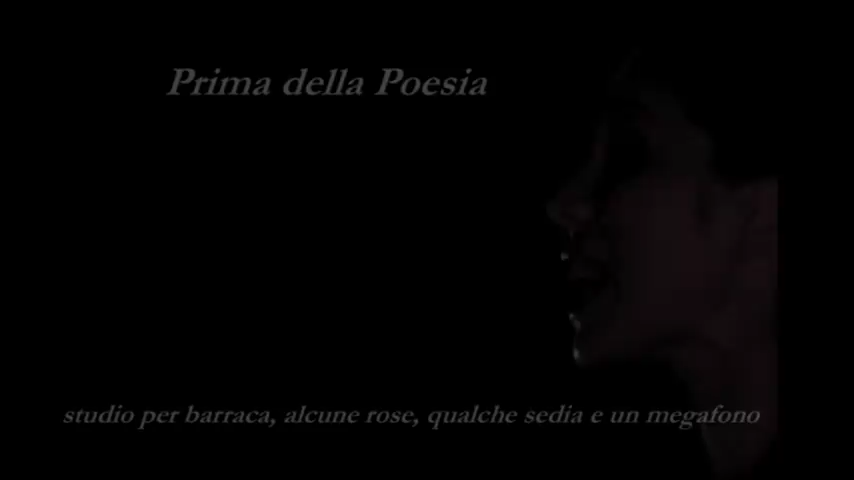 Prima della Poesia
studio per barraca, alcune rose, qualche sedia e un megafono